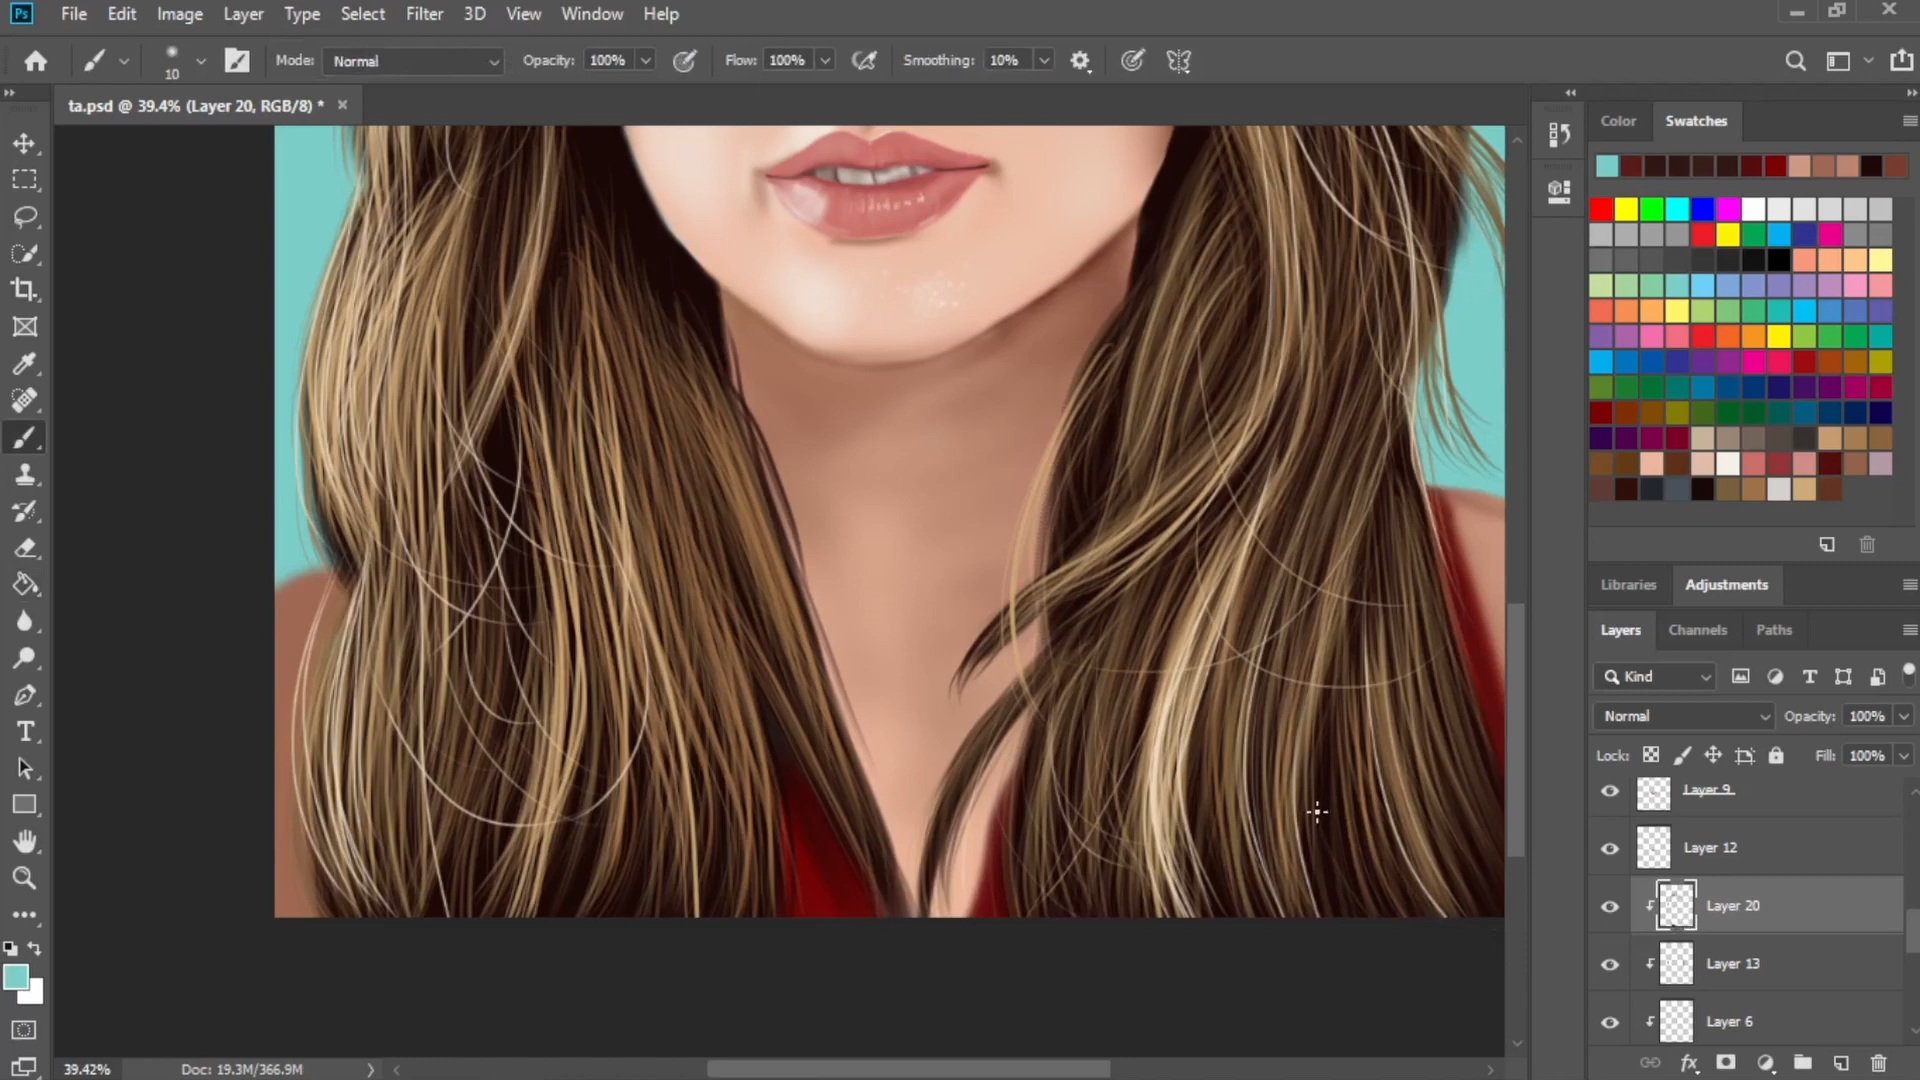 Ps File Edit Image Layer Type Select Filter 3D View Window Help
10 Mode: Normal Opacity: 100% Flow: 100% Smoothing: 10%
ta.psd @ 39.4% (Layer 20, RGB/8) *
Color Swatches
Libraries Adjustments
Layers Channels Paths
Kind
Normal Opacity: 100%
Lock: Fill: 100%
Layer 9
Layer 12
Layer 20
Layer 13
Layer 6
fx
39.42% Doc: 19.3M/366.9M